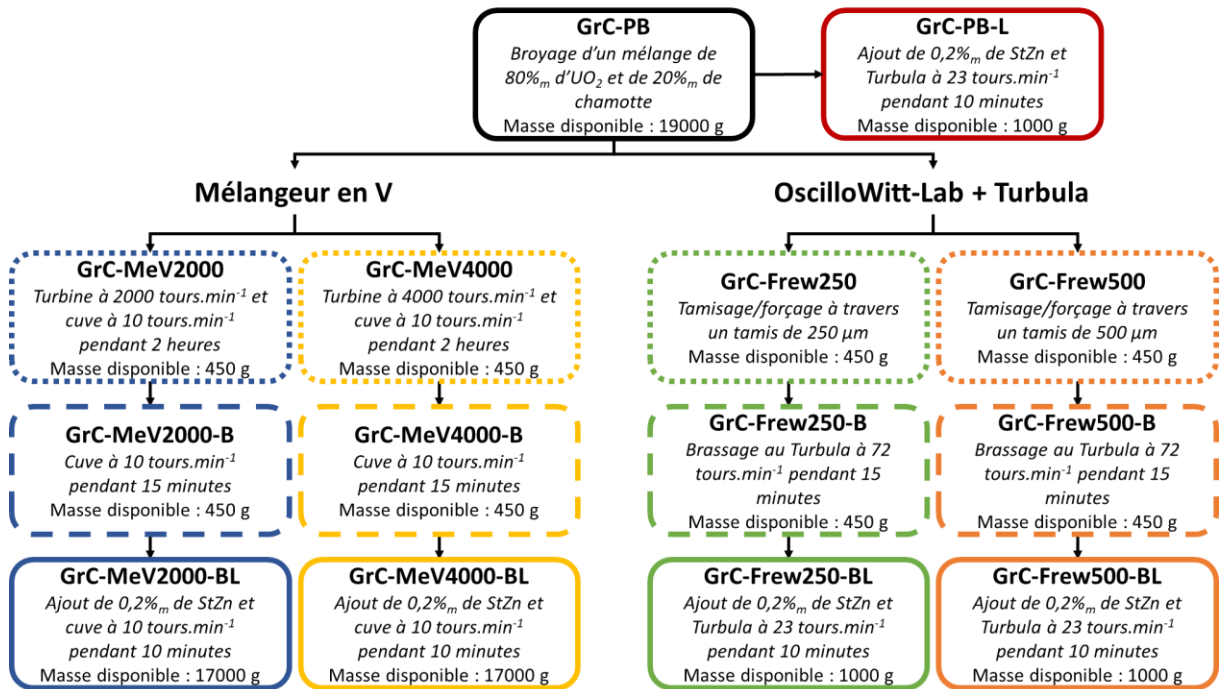 GrC-PB
Broyage d'un mélange de
80%m d'UO2 et de 20%m de
chamotte
Masse disponible : 19000 g
GrC-PB-L
Ajout de 0,2%m de StZn et
Turbula à 23 tours.min-1
pendant 10 minutes
Masse disponible : 1000 g
Mélangeur en V
OscilloWitt-Lab + Turbula
GrC-MeV2000
Turbine à 2000 tours.min-1 et
cuve à 10 tours.min-1
pendant 2 heures
Masse disponible : 450 g
GrC-MeV4000
Turbine à 4000 tours.min-1 et
cuve à 10 tours.min-1
pendant 2 heures
Masse disponible : 450 g
GrC-Frew250
Tamisage/forçage à travers
un tamis de 250 µm
Masse disponible : 450 g
GrC-Frew500
Tamisage/forçage à travers
un tamis de 500 µm
Masse disponible : 450 g
GrC-MeV2000-B
Cuve à 10 tours.min-1
pendant 15 minutes
Masse disponible : 450 g
GrC-MeV4000-B
Cuve à 10 tours.min-1
pendant 15 minutes
Masse disponible : 450 g
GrC-Frew250-B
Brassage au Turbula à 72
tours.min-1 pendant 15
minutes
Masse disponible : 450 g
GrC-Frew500-B
Brassage au Turbula à 72
tours.min-1 pendant 15
minutes
Masse disponible : 450 g
GrC-MeV2000-BL
Ajout de 0,2%m de StZn et
cuve à 10 tours.min-1
pendant 10 minutes
Masse disponible : 17000 g
GrC-MeV4000-BL
Ajout de 0,2%m de StZn et
cuve à 10 tours.min-1
pendant 10 minutes
Masse disponible : 17000 g
GrC-Frew250-BL
Ajout de 0,2%m de StZn et
Turbula à 23 tours.min-1
pendant 10 minutes
Masse disponible : 1000 g
GrC-Frew500-BL
Ajout de 0,2%m de StZn et
Turbula à 23 tours.min-1
pendant 10 minutes
Masse disponible : 1000 g